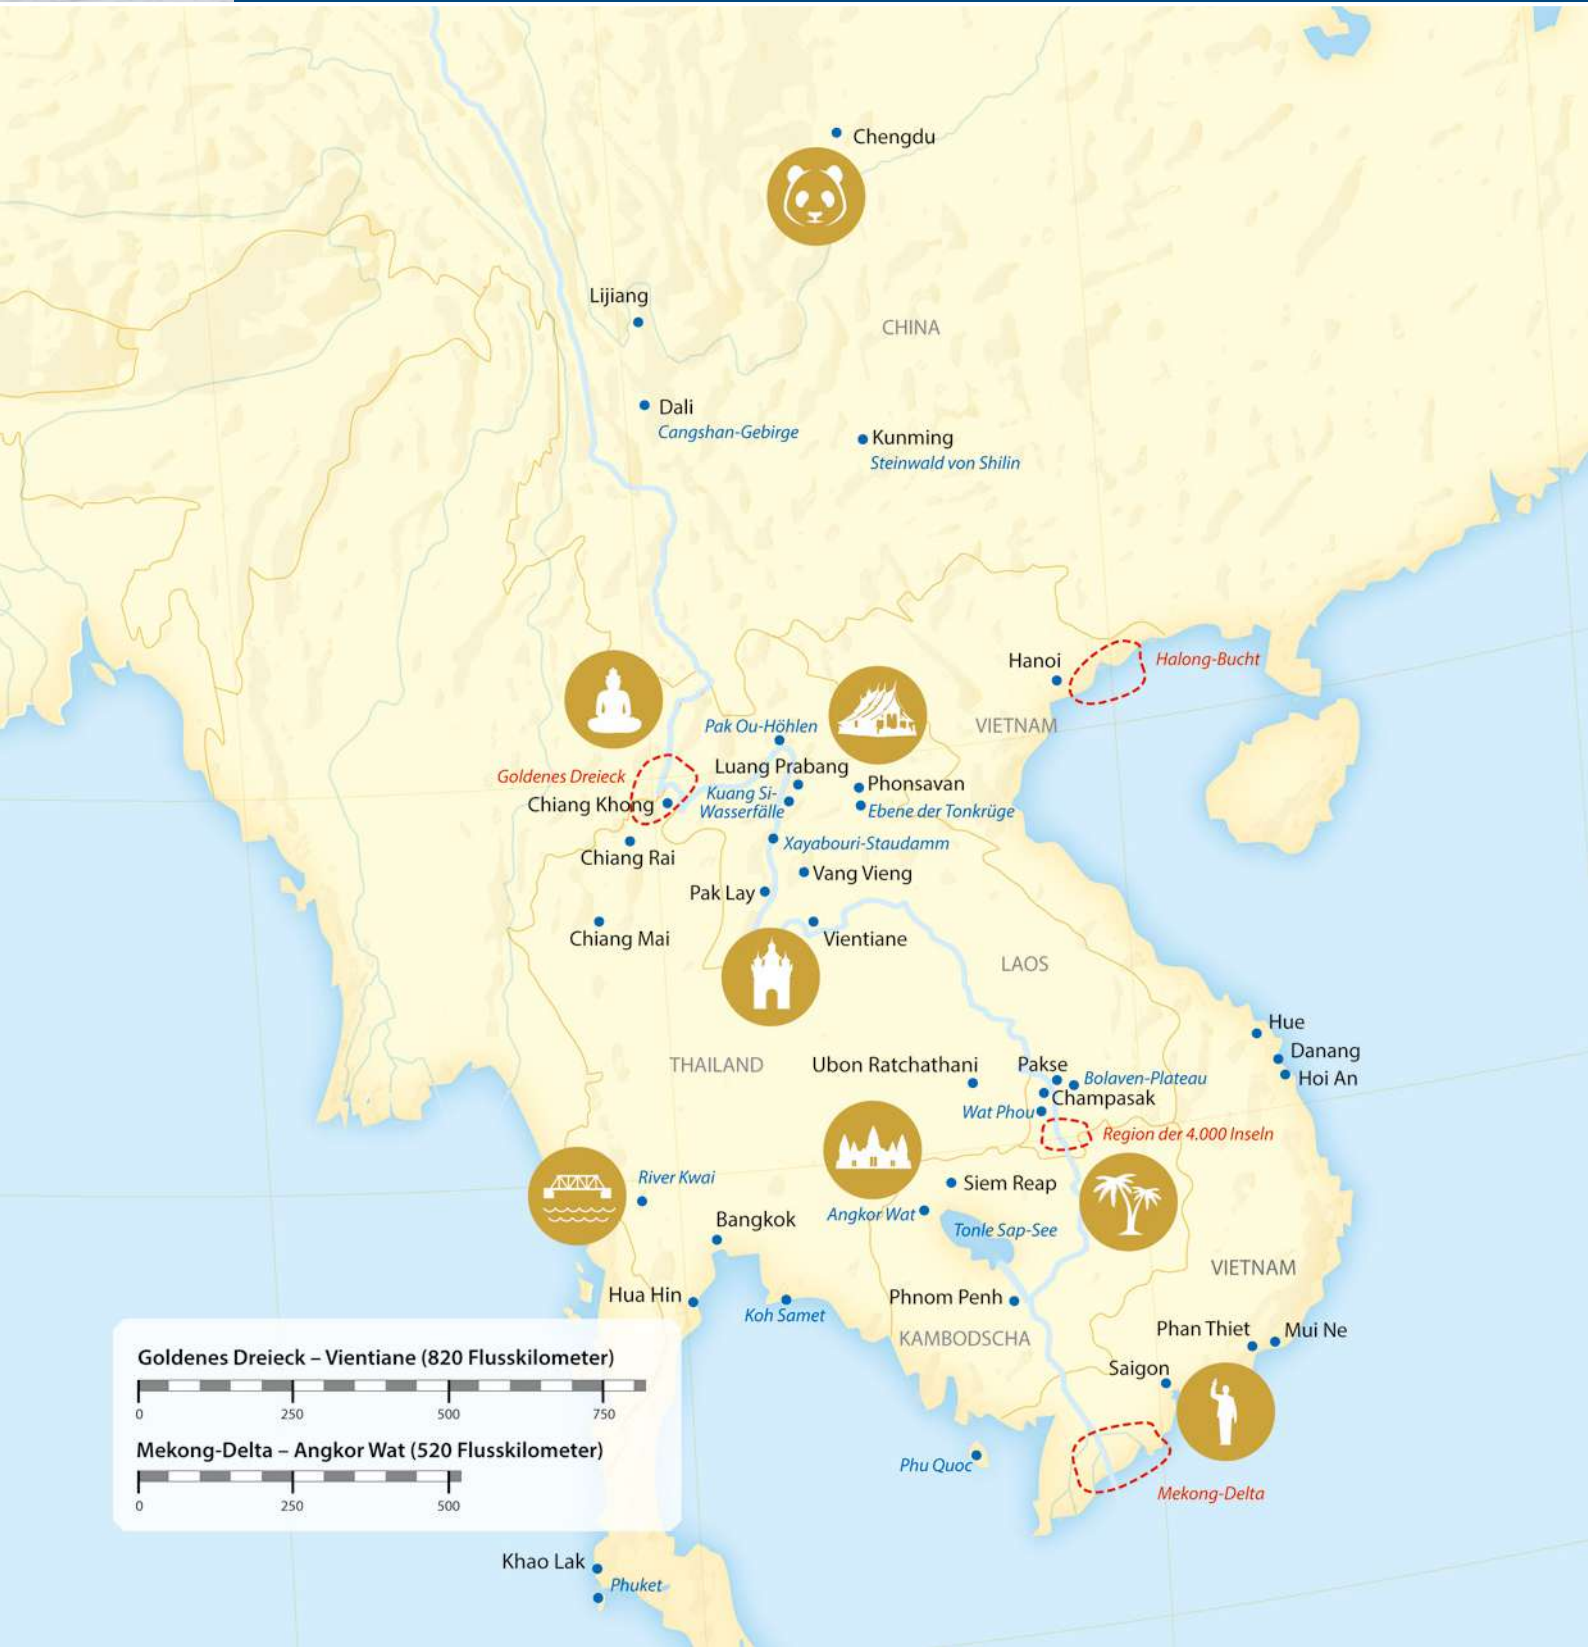 Chengdu
Lijiang
CHINA
Dali
Cangshan-Gebirge
Kunming
Steinwald von Shilin
Hanoi
Halong-Bucht
VIETNAM
Pak Ou-Höhlen
Luang Prabang
Goldenes Dreieck
Phonsavan
Kuang Si-
Wasserfälle
Chiang Khong
Ebene der Tonkrüge
Xayabouri-Staudamm
Chiang Rai
Vang Vieng
Pak Lay
Chiang Mai
Vientiane
LAOS
Hue
Danang
Hoi An
THAILAND
Ubon Ratchathani
Pakse
Bolaven-Plateau
Champasak
Wat Phou
Region der 4.000 Inseln
River Kwai
Siem Reap
Angkor Wat
Bangkok
Tonle Sap-See
VIETNAM
Hua Hin
Koh Samet
Phnom Penh
KAMBODSCHA
Phan Thiet
Mui Ne
Saigon
Goldenes Dreieck – Vientiane (820 Flusskilometer)
0 250 500 750
Mekong-Delta – Angkor Wat (520 Flusskilometer)
0 250 500
Phu Quoc
Mekong-Delta
Khao Lak
Phuket